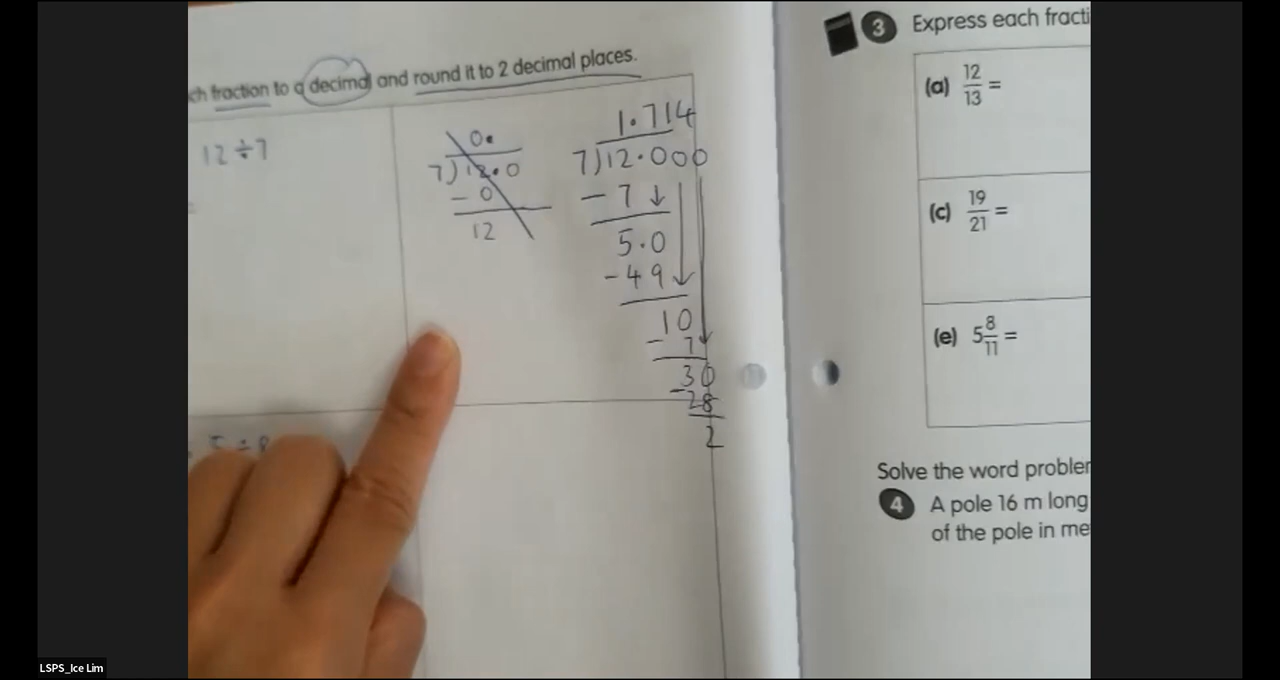 ch fraction to a decimal and round it to 2 decimal places.
12 ÷ 7
0.
7)12.0
- 0
12
1.714
7)12.000
- 7
5.0
- 49
10
- 7
30
- 28
2
5 ÷ 8
3 Express each fracti
(a) 12/13 =
(c) 19/21 =
(e) 5 8/11 =
Solve the word probler
4 A pole 16 m long
of the pole in me
LSPS_Ice Lim